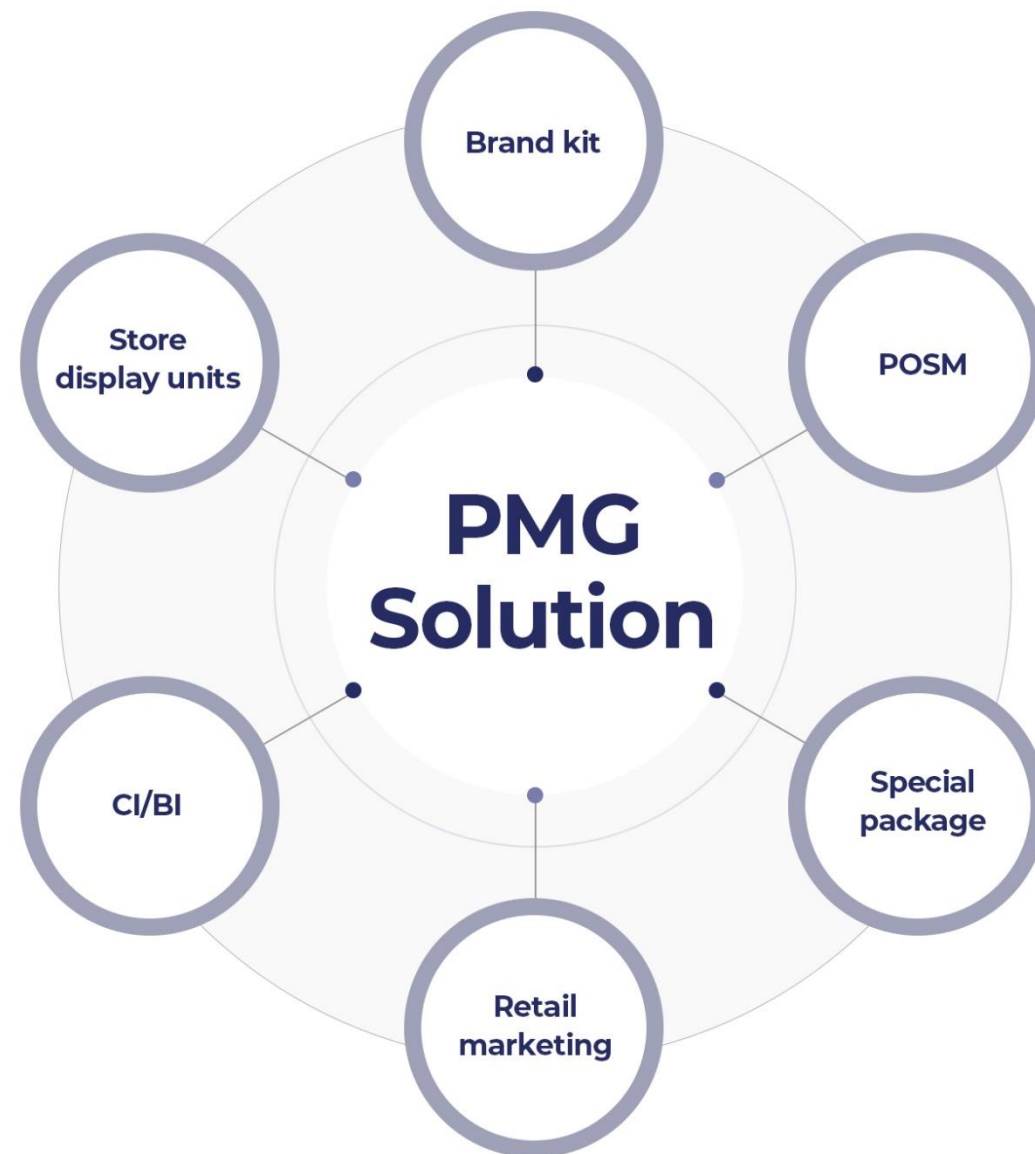 Brand kit
Store
display units
POSM
PMG
Solution
CI/BI
Special
package
Retail
marketing